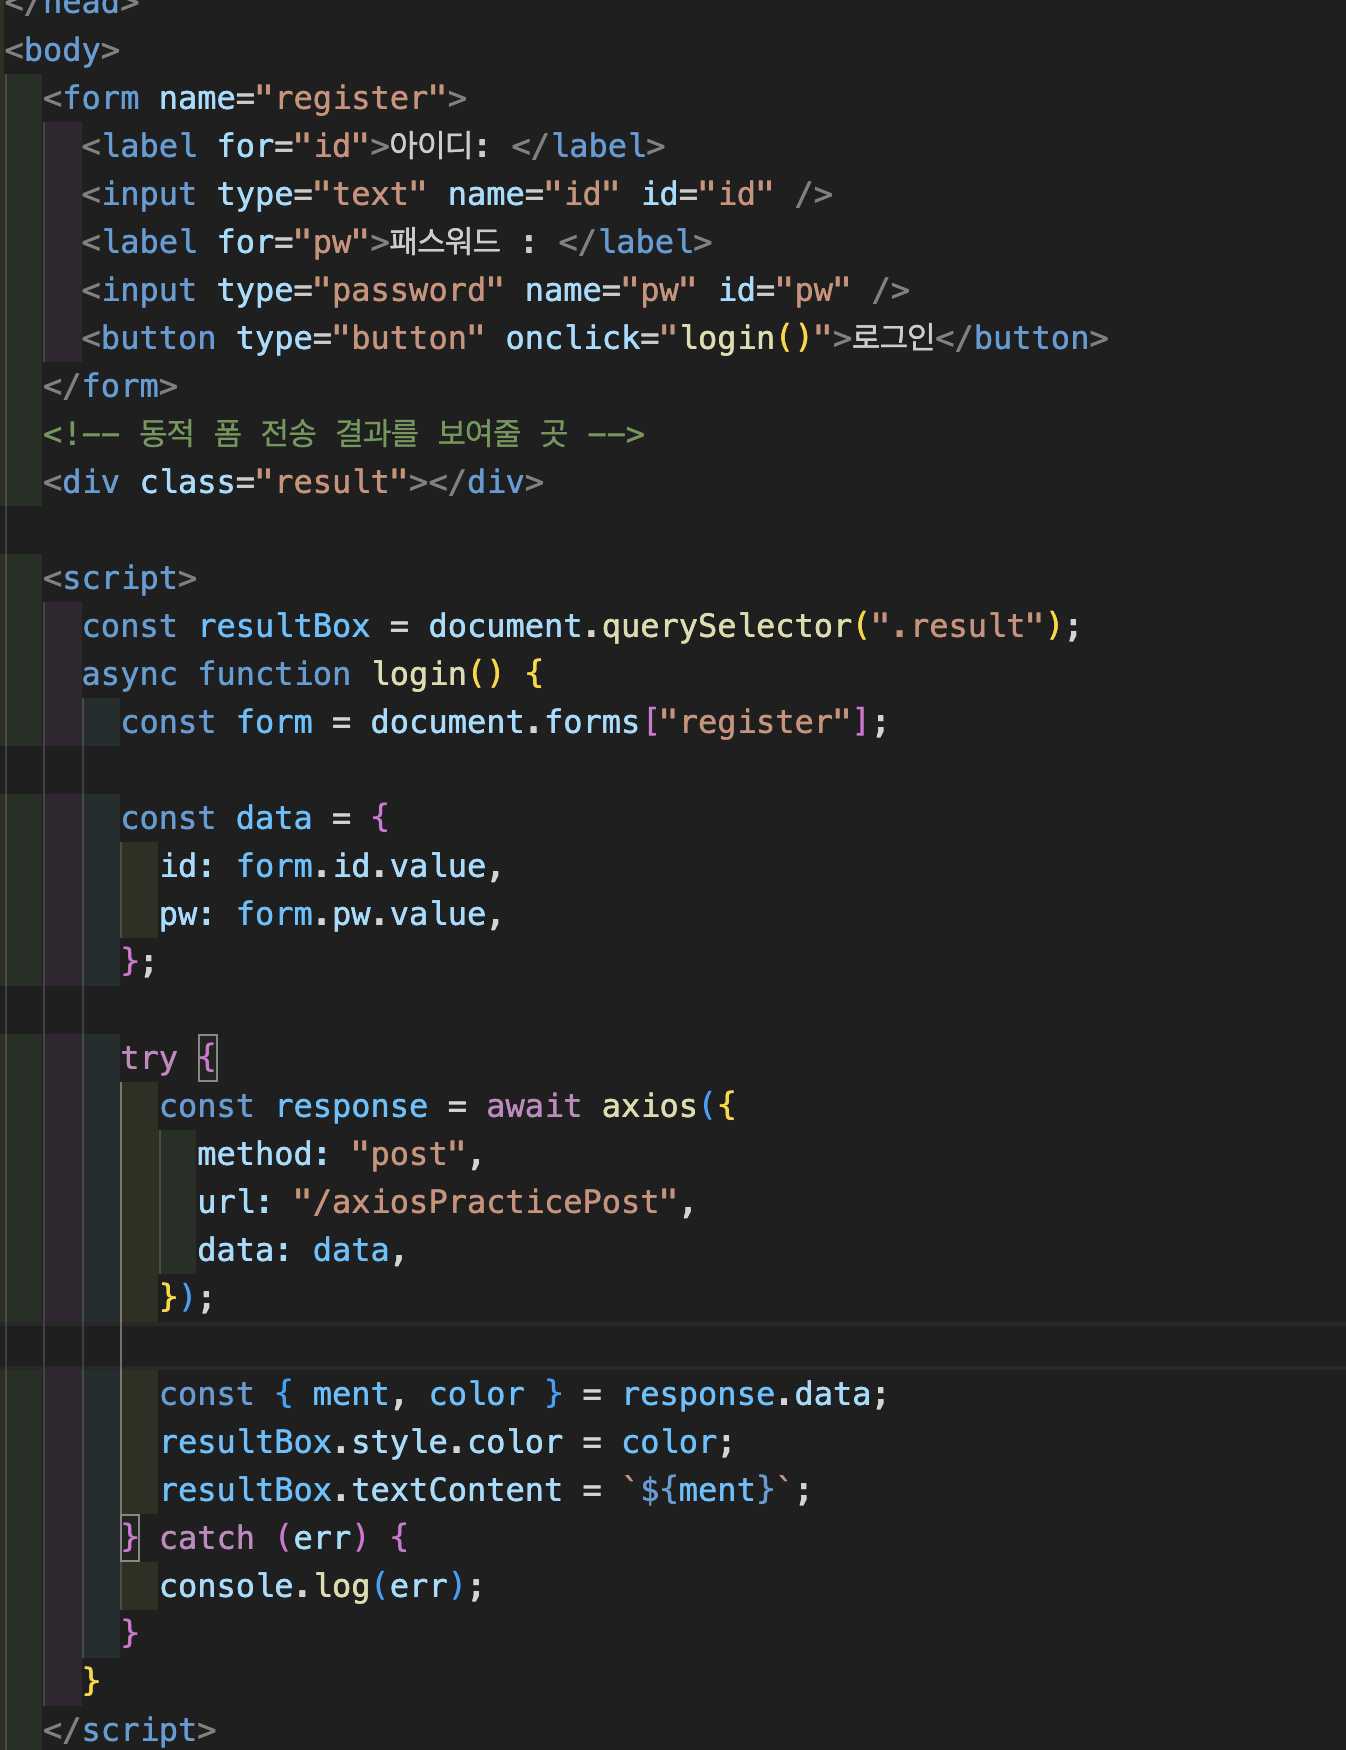 </head>
<body>
<form name="register">
<label for="id">아이디: </label>
<input type="text" name="id" id="id" />
<label for="pw">패스워드 : </label>
<input type="password" name="pw" id="pw" />
<button type="button" onclick="login()">로그인</button>
</form>
<!-- 동적 폼 전송 결과를 보여줄 곳 -->
<div class="result"></div>
<script>
const resultBox = document.querySelector(".result");
async function login() {
const form = document.forms["register"];
const data = {
id: form.id.value,
pw: form.pw.value,
};
try {
const response = await axios({
method: "post",
url: "/axiosPracticePost",
data: data,
});
const { ment, color } = response.data;
resultBox.style.color = color;
resultBox.textContent = `${ment}`;
} catch (err) {
console.log(err);
}
}
</script>